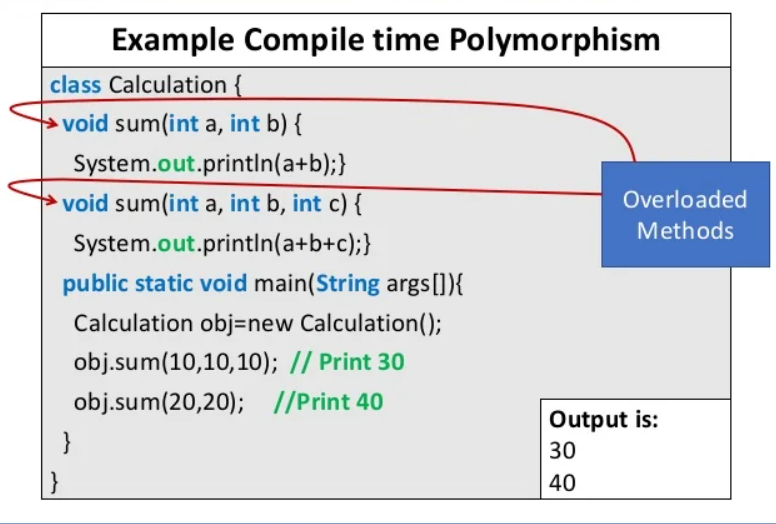 Example Compile time Polymorphism
class Calculation {
void sum(int a, int b) {
System.out.println(a+b);}
void sum(int a, int b, int c) {
System.out.println(a+b+c);}
public static void main(String args[]){
Calculation obj=new Calculation();
obj.sum(10,10,10); // Print 30
obj.sum(20,20); //Print 40
}
}
Overloaded
Methods
Output is:
30
40